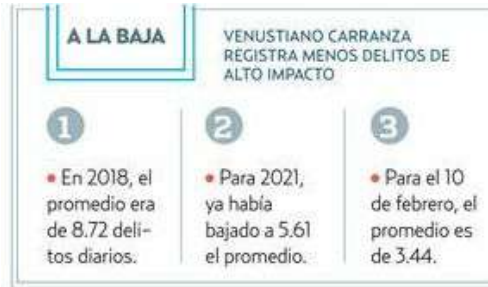 A LA BAJA
VENUSTIANO CARRANZA
REGISTRA MENOS DELITOS DE
ALTO IMPACTO
1
• En 2018, el
promedio era
de 8.72 deli-
tos diarios.
2
• Para 2021,
ya había
bajado a 5.61
el promedio.
3
• Para el 10
de febrero, el
promedio es
de 3.44.